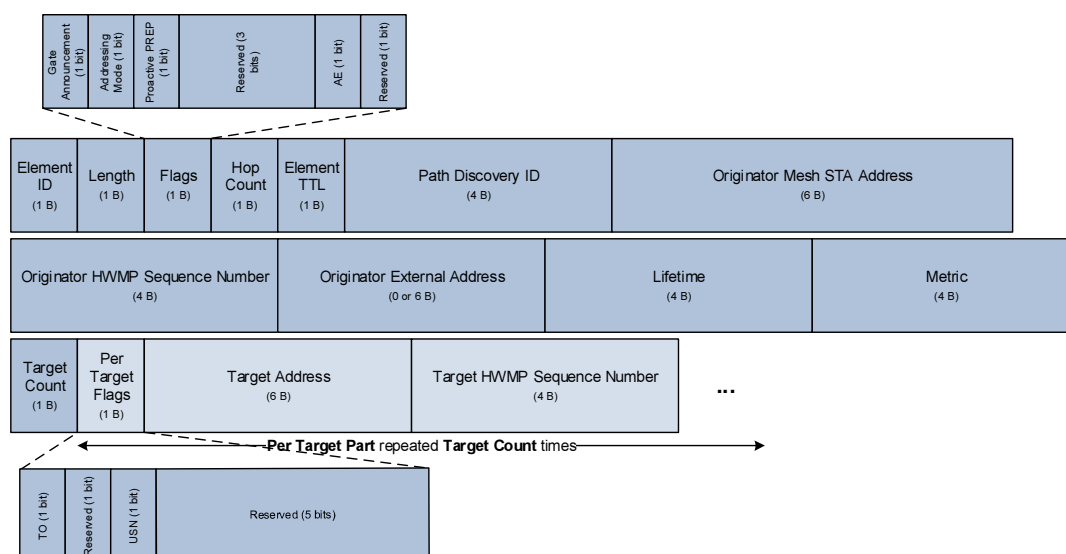 Gate
Announcement
(1 bit)
Addressing
Mode (1 bit)
Proactive PREP
(1 bit)
Reserved (3
bits)
AE (1 bit)
Reserved (1 bit)
Element
ID
(1 B)
Length
(1 B)
Flags
(1 B)
Hop
Count
(1 B)
Element
TTL
(1 B)
Path Discovery ID
(4 B)
Originator Mesh STA Address
(6 B)
Originator HWMP Sequence Number
(4 B)
Originator External Address
(0 or 6 B)
Lifetime
(4 B)
Metric
(4 B)
Target
Count
(1 B)
Per
Target
Flags
(1 B)
Target Address
(6 B)
Target HWMP Sequence Number
(4 B)
...
Per Target Part repeated Target Count times
TO (1 bit)
Reserved (1 bit)
USN (1 bit)
Reserved (5 bits)